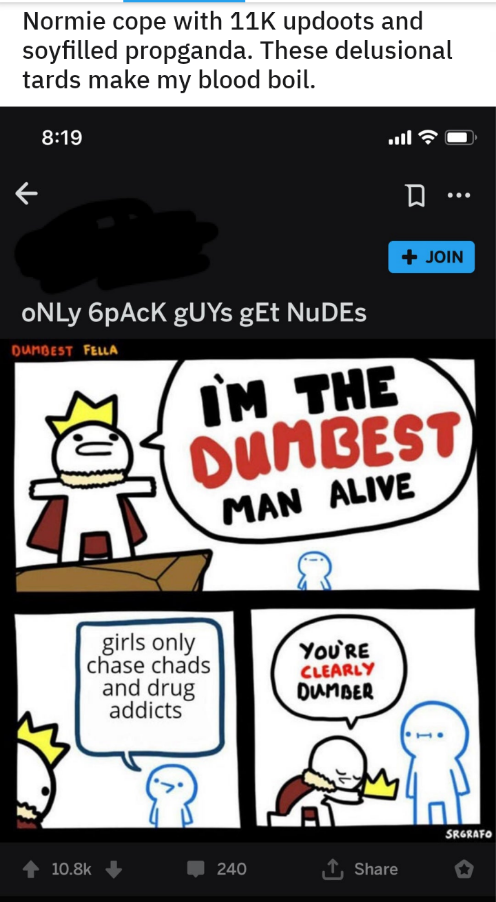 Normie cope with 11K updoots and
soyfilled propganda. These delusional
tards make my blood boil.
8:19
JOIN
oNLy 6pAcK gUYs gEt NuDEs
DUMBEST FELLA
I'M THE
DUMBEST
MAN ALIVE
girls only
chase chads
and drug
addicts
YOU'RE
CLEARLY
DUMBER
SRGRAFO
10.8k
240
Share